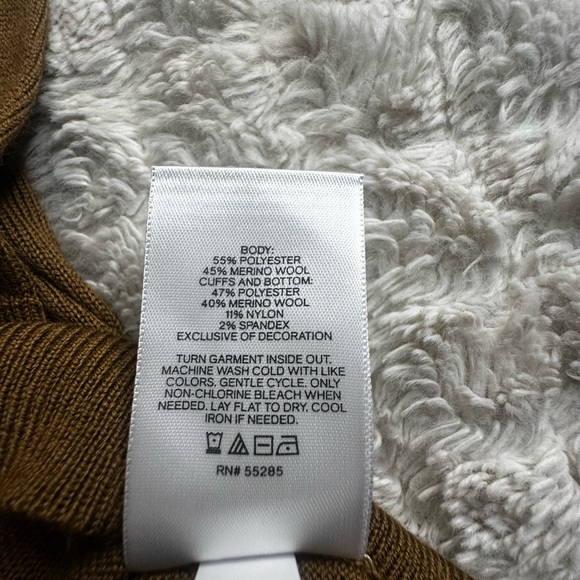 BODY:
55% POLYESTER
45% MERINO WOOL
CUFFS AND BOTTOM:
47% POLYESTER
40% MERINO WOOL
11% NYLON
2% SPANDEX
EXCLUSIVE OF DECORATION
TURN GARMENT INSIDE OUT.
MACHINE WASH COLD WITH LIKE
COLORS. GENTLE CYCLE. ONLY
NON-CHLORINE BLEACH WHEN
NEEDED. LAY FLAT TO DRY. COOL
IRON IF NEEDED.
RN# 55285